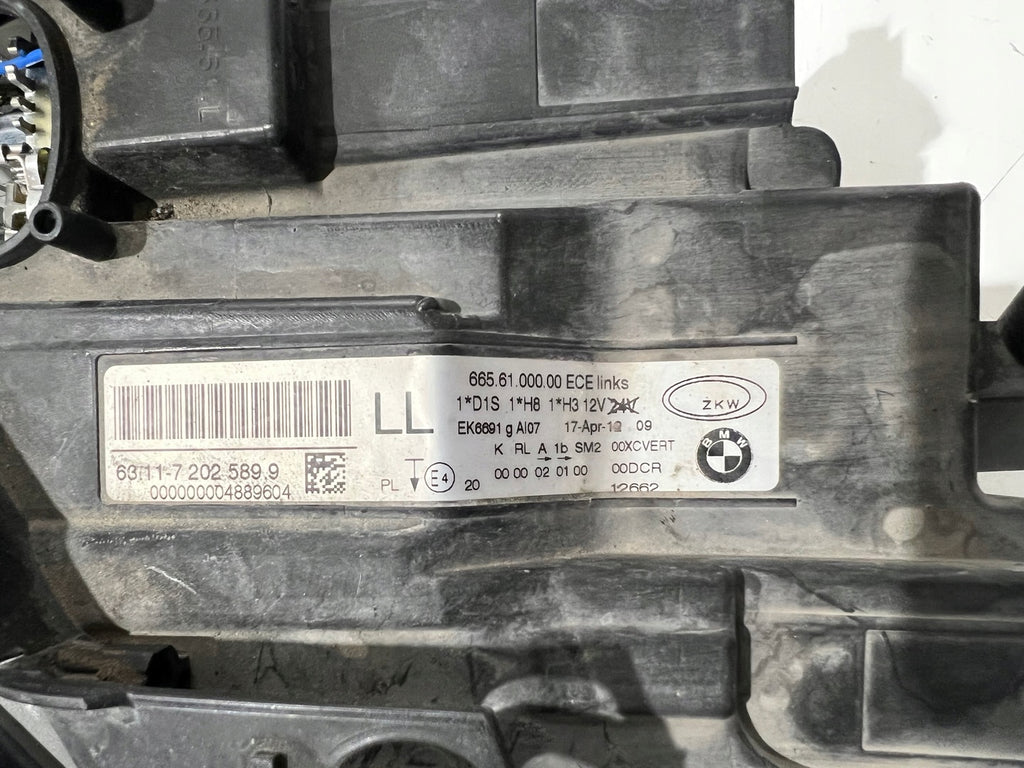 63.11-7 202 589.9
000000004889604
LL
PL
E4
20
665.61.000.00 ECE links
1*D1S 1*H8 1*H3 12V 24V
EK6691 g AI07 17-Apr-12 09
K RL A 1b SM2 00XCVERT
00 00 02 01 00 00DCR
12662
ZKW
BMW